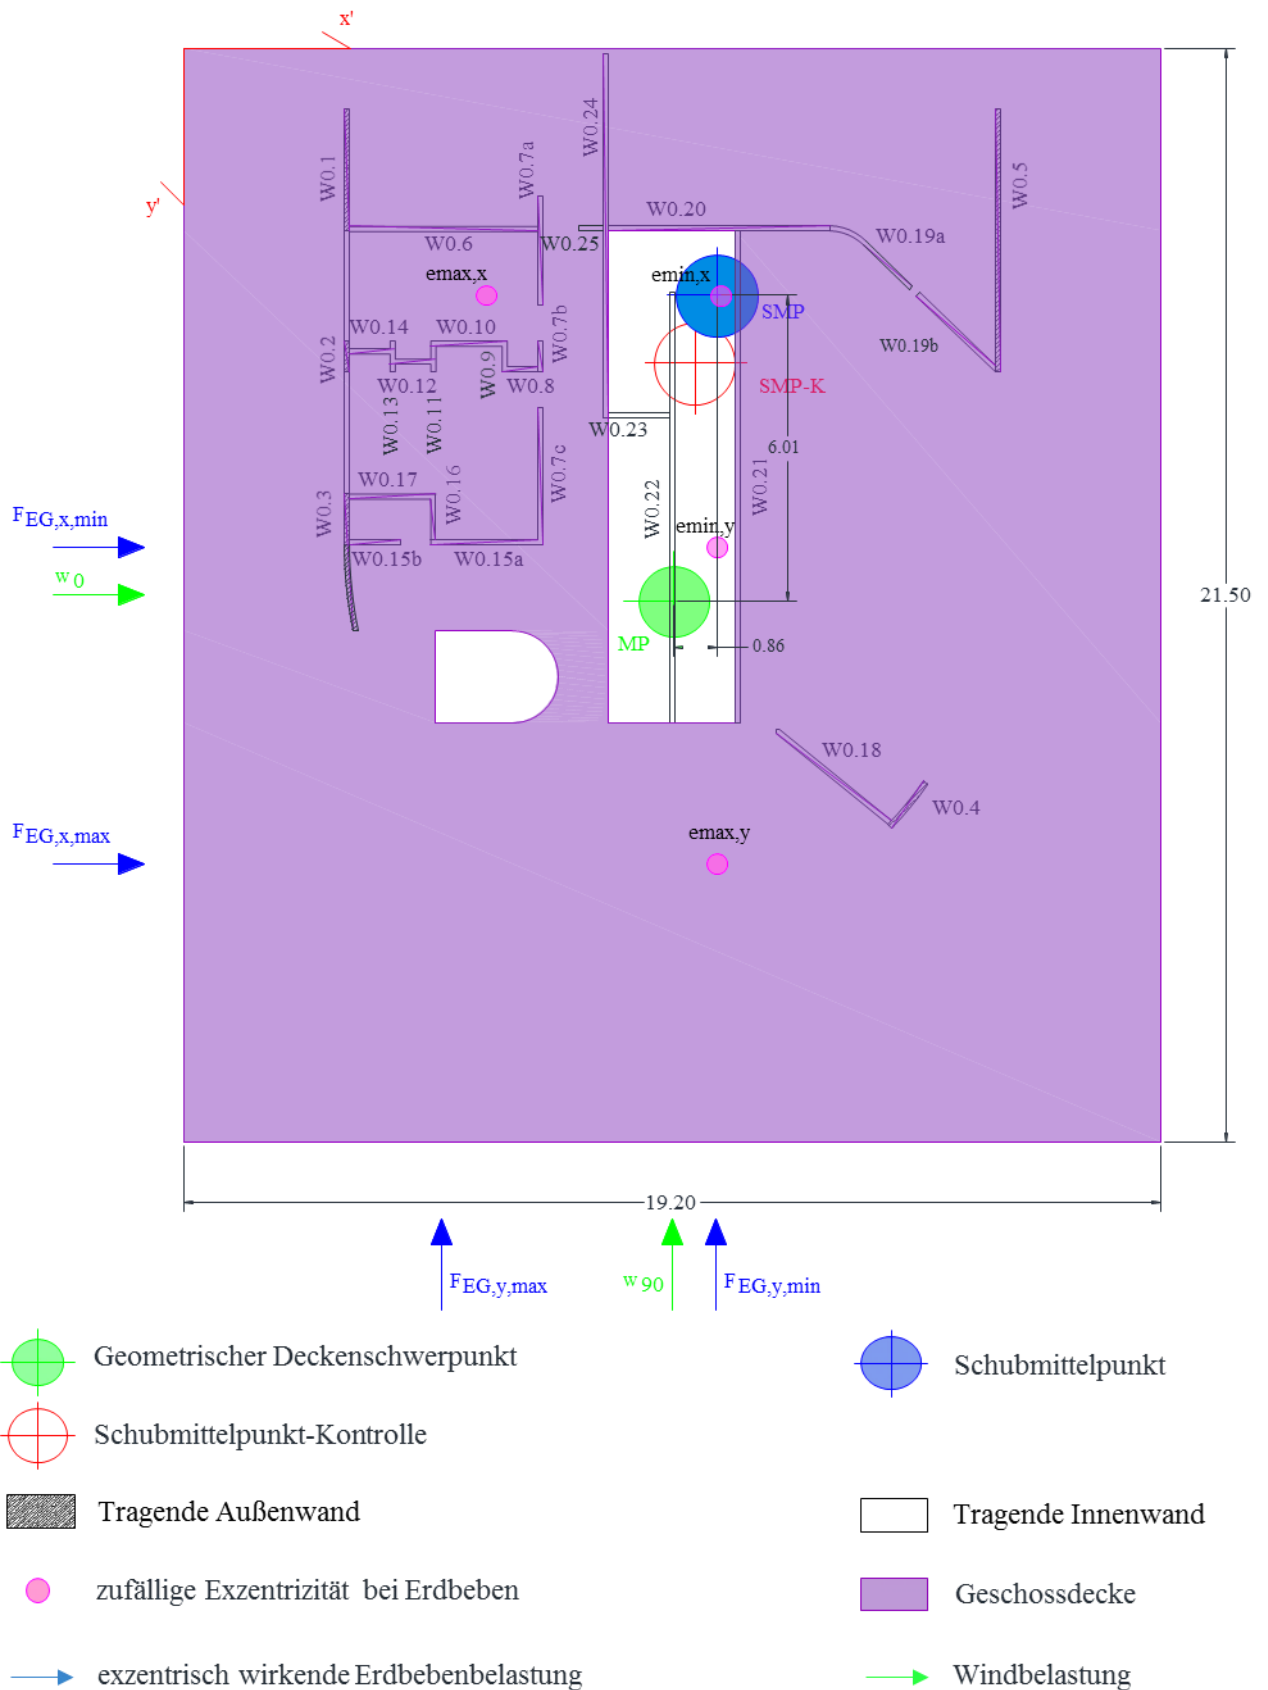 x'
y'
W0.24
W0.1
W0.7a
W0.5
W0.20
W0.6
W0.25
W0.19a
emax,x
emin,x
SMP
W0.14
W0.10
W0.7b
W0.2
W0.9
W0.19b
W0.12
W0.8
SMP-K
W0.13
W0.11
W0.23
6.01
W0.17
W0.16
W0.7c
W0.22
W0.21
W0.3
FEG,x,min
emin,y
W0.15b
W0.15a
w0
21.50
MP
0.86
W0.18
W0.4
FEG,x,max
emax,y
19.20
FEG,y,max
w90
FEG,y,min
Geometrischer Deckenschwerpunkt
Schubmittelpunkt
Schubmittelpunkt-Kontrolle
Tragende Außenwand
Tragende Innenwand
zufällige Exzentrizität bei Erdbeben
Geschossdecke
exzentrisch wirkende Erdbebenbelastung
Windbelastung